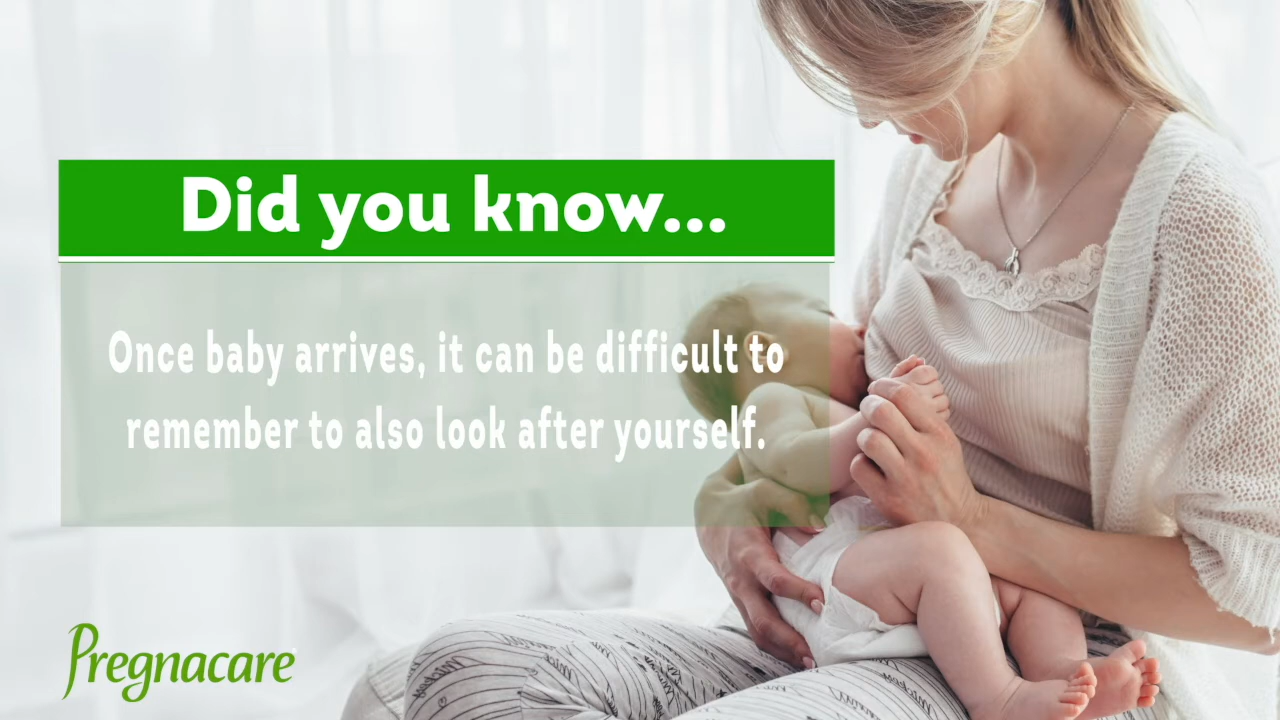 Did you know...
Once baby arrives, it can be difficult to
remember to also look after yourself.
Pregnacare